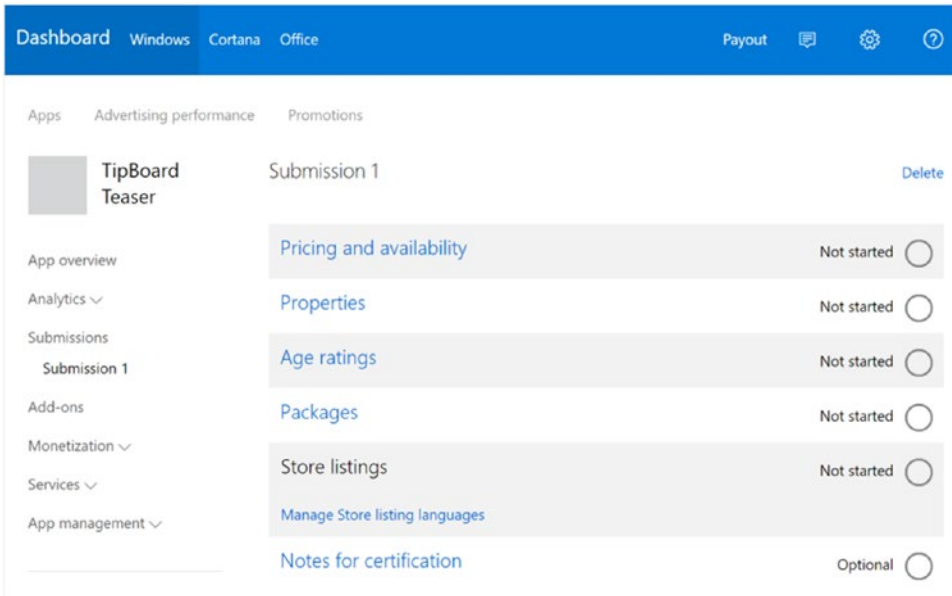 Dashboard Windows Cortana Office Payout
Apps Advertising performance Promotions
TipBoard
Teaser
Submission 1 Delete
App overview
Analytics
Submissions
Submission 1
Add-ons
Monetization
Services
App management
Pricing and availability Not started
Properties Not started
Age ratings Not started
Packages Not started
Store listings Not started
Manage Store listing languages
Notes for certification Optional